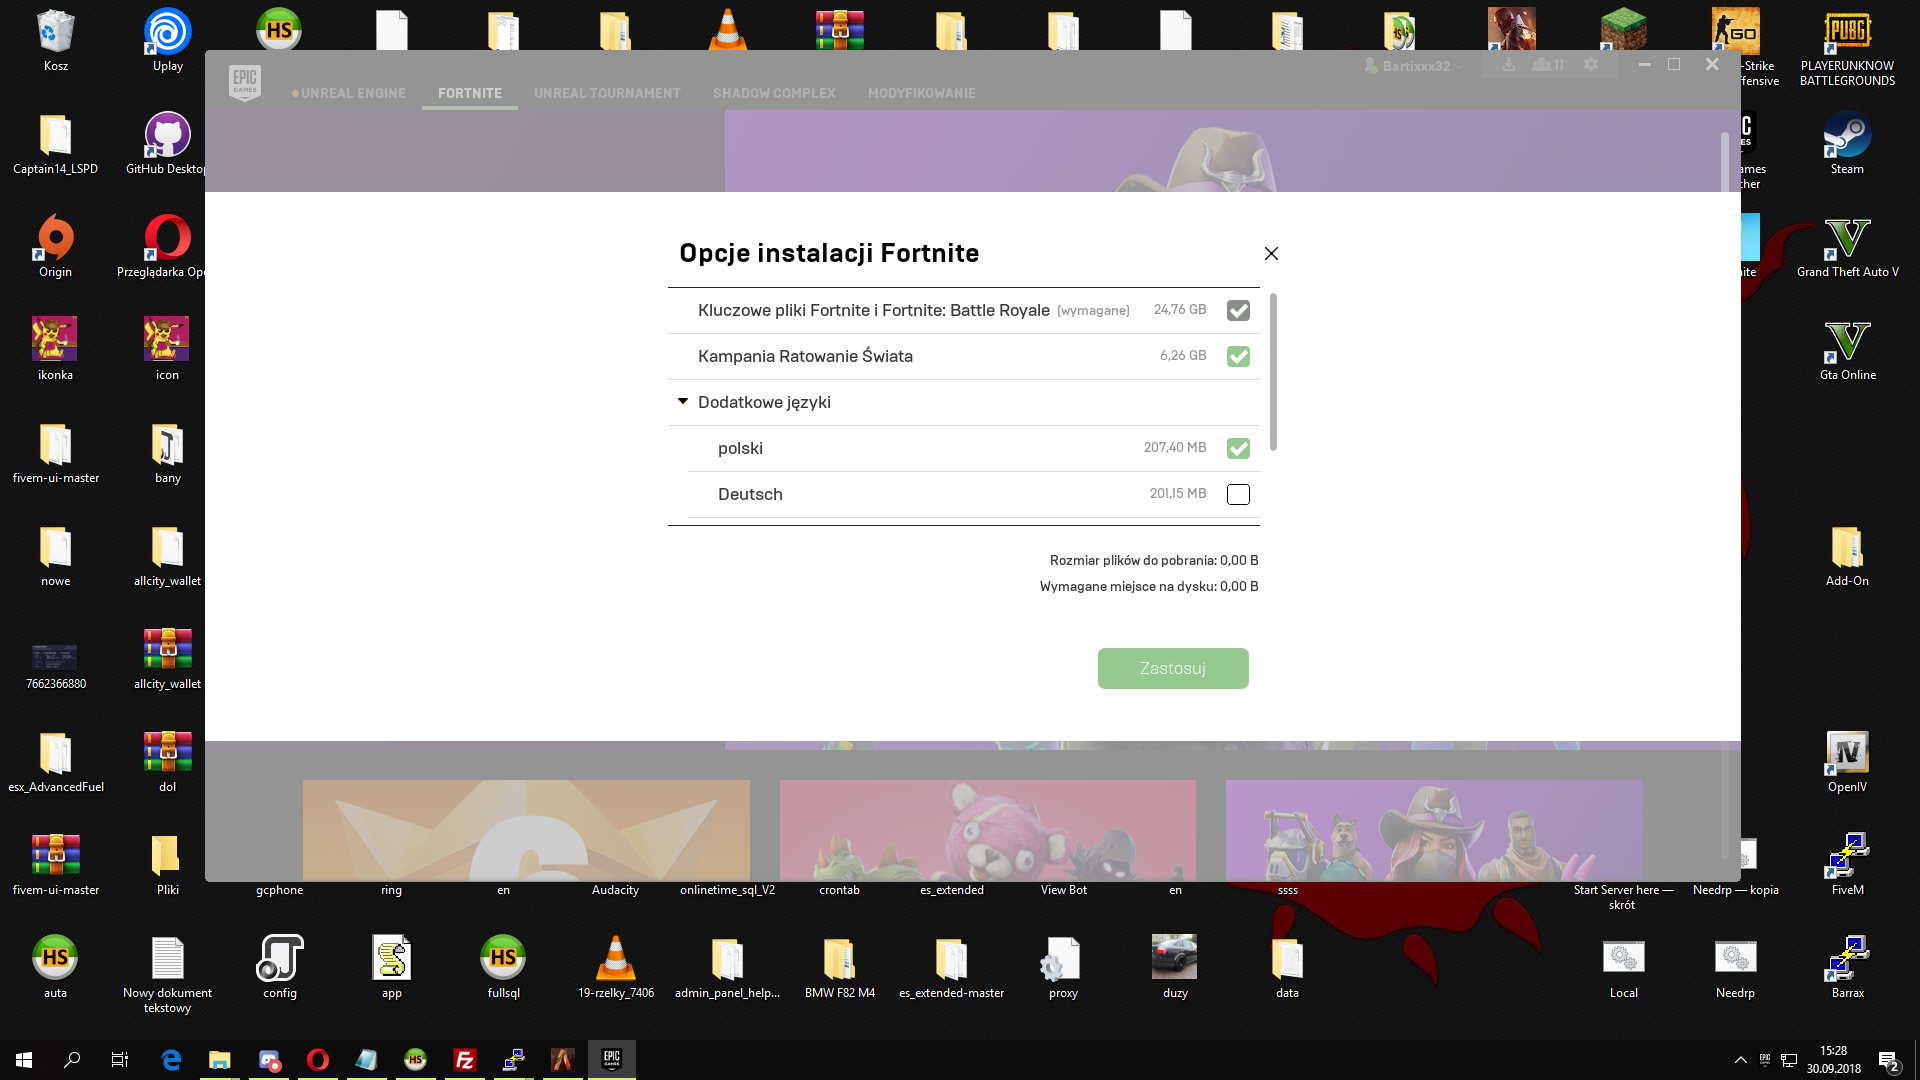 Kosz
Uplay
-Strike
ffensive
PLAYERUNKNOW
BATTLEGROUNDS
EPIC
GAMES
UNREAL ENGINE
FORTNITE
UNREAL TOURNAMENT
SHADOW COMPLEX
MODYFIKOWANIE
Bartixxx32
11
Captain14_LSPD
GitHub Desktop
Steam
Origin
Przeglądarka Ope
Grand Theft Auto V
ikonka
icon
Gta Online
fivem-ui-master
bany
nowe
allcity_wallet
Add-On
7662366880
allcity_wallet
esx_AdvancedFuel
dol
OpenIV
Opcje instalacji Fortnite
Kluczowe pliki Fortnite i Fortnite: Battle Royale (wymagane) 24,76 GB
Kampania Ratowanie Świata 6,26 GB
Dodatkowe języki
polski 207,40 MB
Deutsch 201,15 MB
Rozmiar plików do pobrania: 0,00 B
Wymagane miejsce na dysku: 0,00 B
Zastosuj
fivem-ui-master
Pliki
gcphone
ring
en
Audacity
onlinetime_sql_V2
crontab
es_extended
View Bot
en
ssss
Start Server here —
skrót
Needrp — kopia
FiveM
auta
Nowy dokument
tekstowy
config
app
fullsql
19-rzelky_7406
admin_panel_help...
BMW F82 M4
es_extended-master
proxy
duzy
data
Local
Needrp
Barrax
15:28
30.09.2018
2